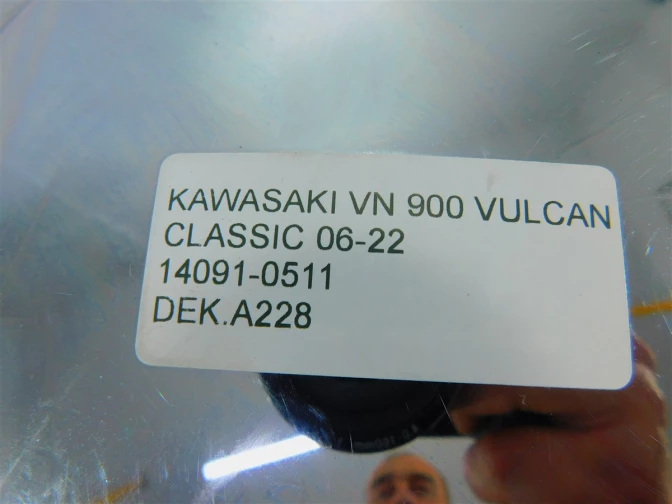 KAWASAKI VN 900 VULCAN
CLASSIC 06-22
14091-0511
DEK.A228